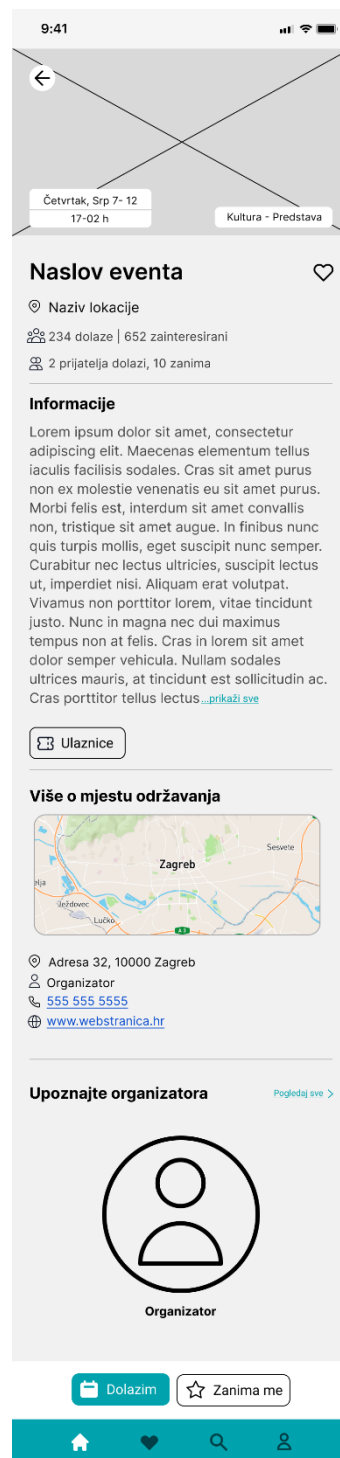 9:41
Četvrtak, Srp 7- 12
17-02 h
Kultura - Predstava
Naslov eventa
Naziv lokacije
234 dolaze | 652 zainteresirani
2 prijatelja dolazi, 10 zanima
Informacije
Lorem ipsum dolor sit amet, consectetur
adipiscing elit. Maecenas elementum tellus
iaculis facilisis sodales. Cras sit amet purus
non ex molestie venenatis eu sit amet purus.
Morbi felis est, interdum sit amet convallis
non, tristique sit amet augue. In finibus nunc
quis turpis mollis, eget suscipit nunc semper.
Curabitur nec lectus ultricies, suscipit lectus
ut, imperdiet nisi. Aliquam erat volutpat.
Vivamus non porttitor lorem, vitae tincidunt
justo. Nunc in magna nec dui maximus
tempus non at felis. Cras in lorem sit amet
dolor semper vehicula. Nullam sodales
ultrices mauris, at tincidunt est sollicitudin ac.
Cras porttitor tellus lectus...prikaži sve
Ulaznice
Više o mjestu održavanja
Sesvete
Zagreb
elja
Ježdovec
Lučko
A3
Adresa 32, 10000 Zagreb
Organizator
555 555 5555
www.webstranica.hr
Upoznajte organizatora
Pogledaj sve
Organizator
Dolazim
Zanima me